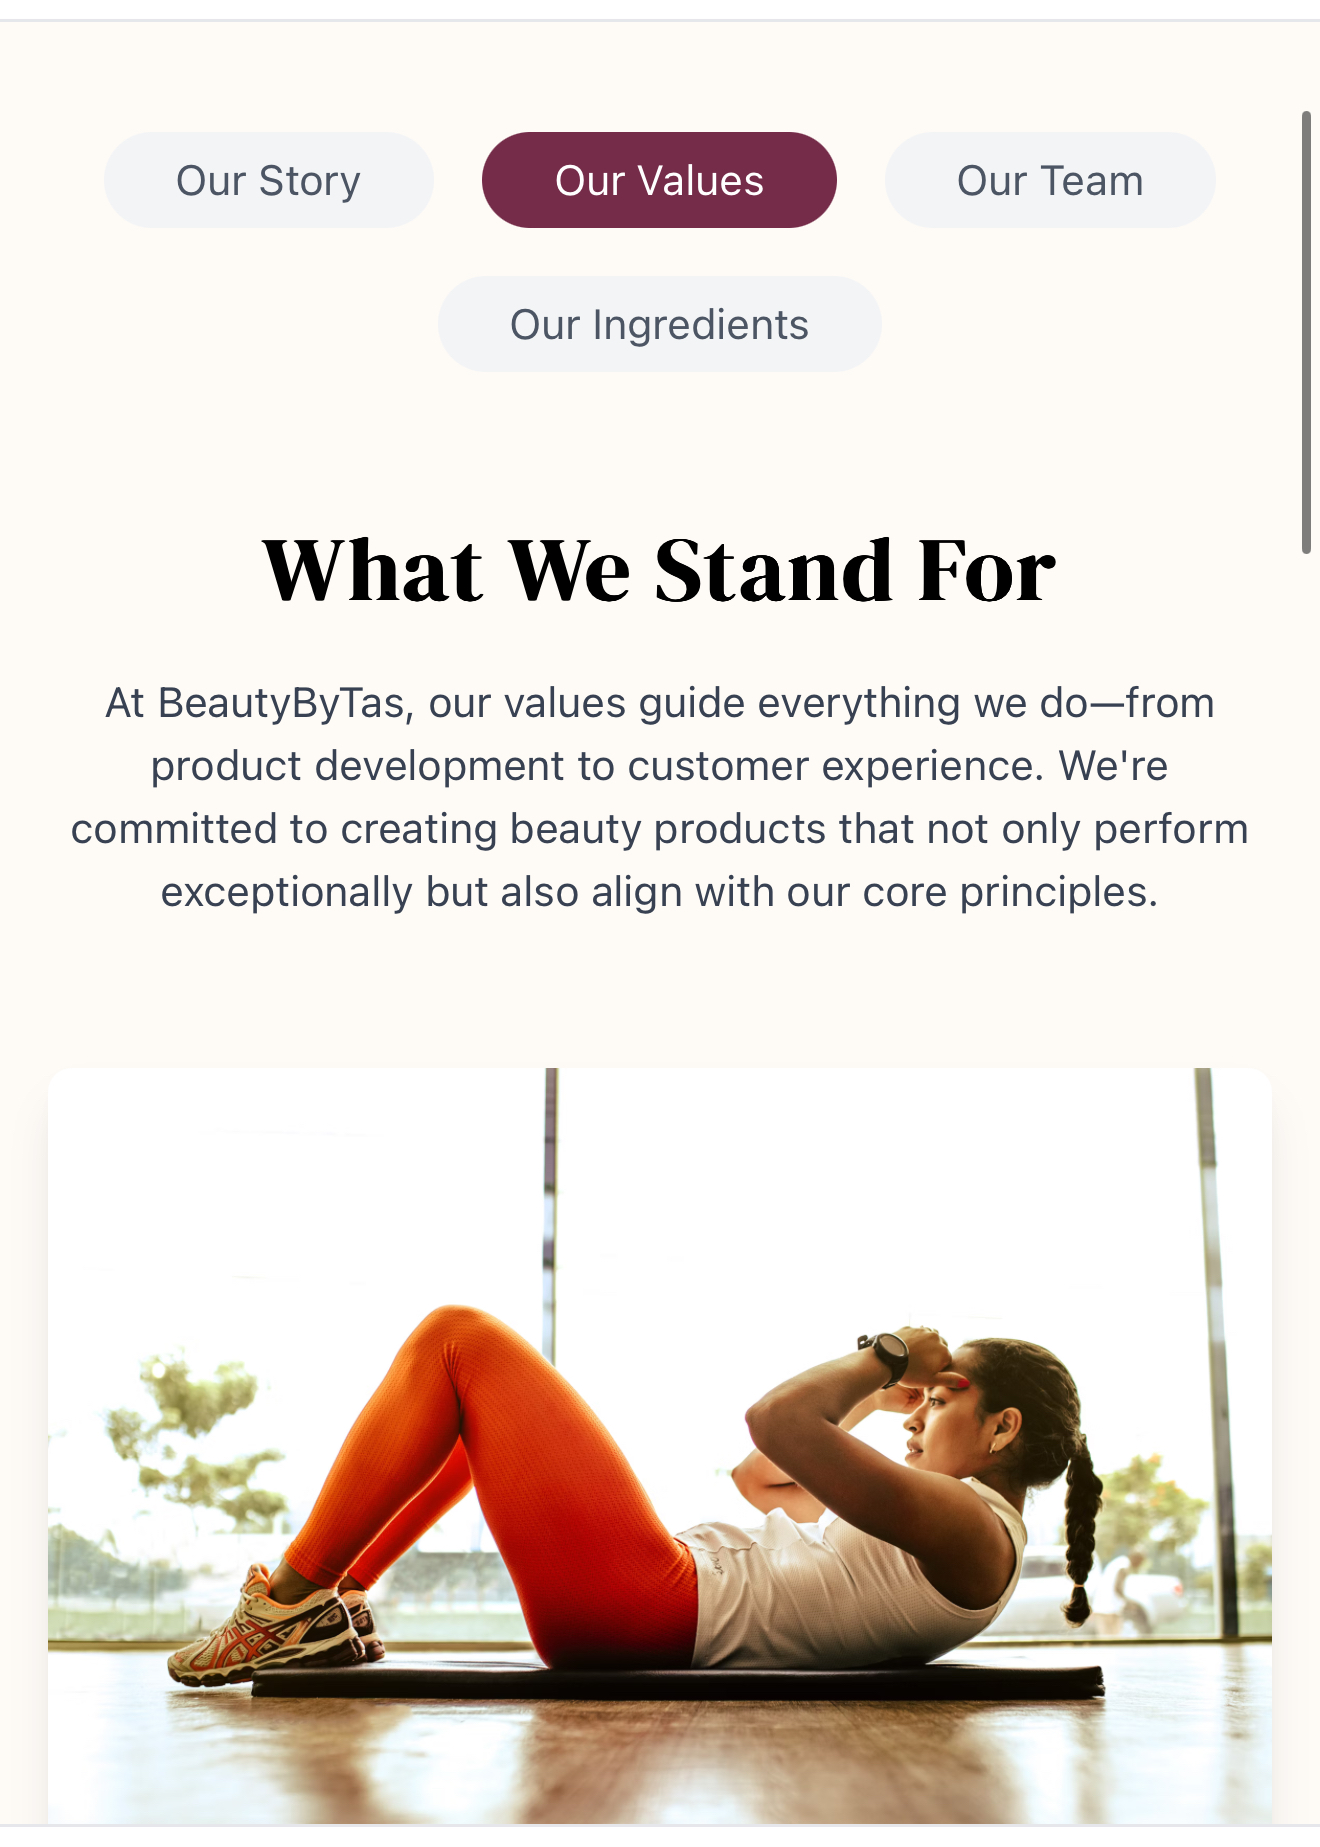 Our Story
Our Values
Our Team
Our Ingredients
What We Stand For
At BeautyByTas, our values guide everything we do—from
product development to customer experience. We're
committed to creating beauty products that not only perform
exceptionally but also align with our core principles.